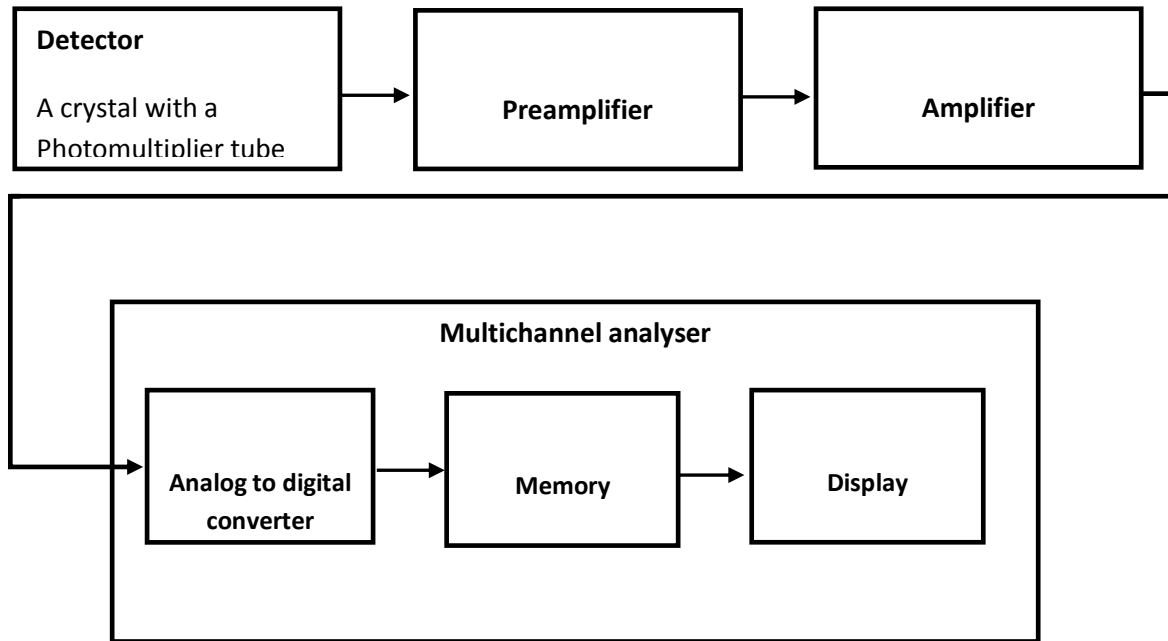 Detector
A crystal with a
Photomultiplier tube
Preamplifier
Amplifier
Multichannel analyser
Analog to digital
converter
Memory
Display